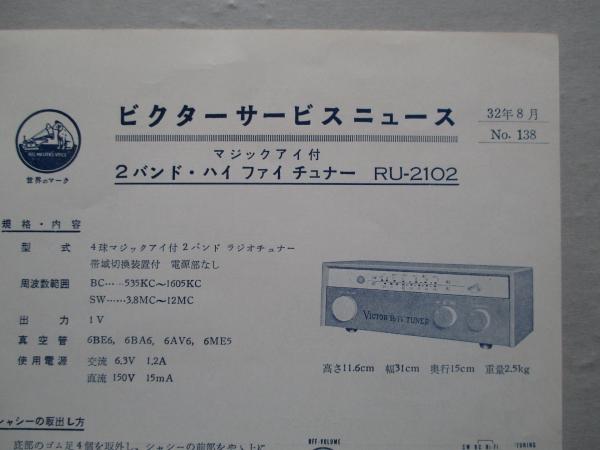 ビクターサービスニュース
32年8月
No. 138
HIS MASTER'S VOICE
世界のマーク
マジックアイ付
2バンド・ハイ ファイ チュナー RU-2102
規格・内容
型式 4球マジックアイ付 2バンド ラジオチュナー
帯域切換装置付 電源部なし
周波数範囲 BC……535KC～1605KC
SW……3.8MC～12MC
出力 1V
真空管 6BE6, 6BA6, 6AV6, 6ME5
使用電源 交流 6.3V 1.2A
直流 150V 15mA
VICTOR Hi-Fi TUNER
高さ11.6cm 幅31cm 奥行15cm 重量2.5kg
シャシーの取出し方
底部のゴム足4個を取外し、シャシーの前部をやゝ上に
OFF-VOLUME
SW BC Hi-Fi
TUNING